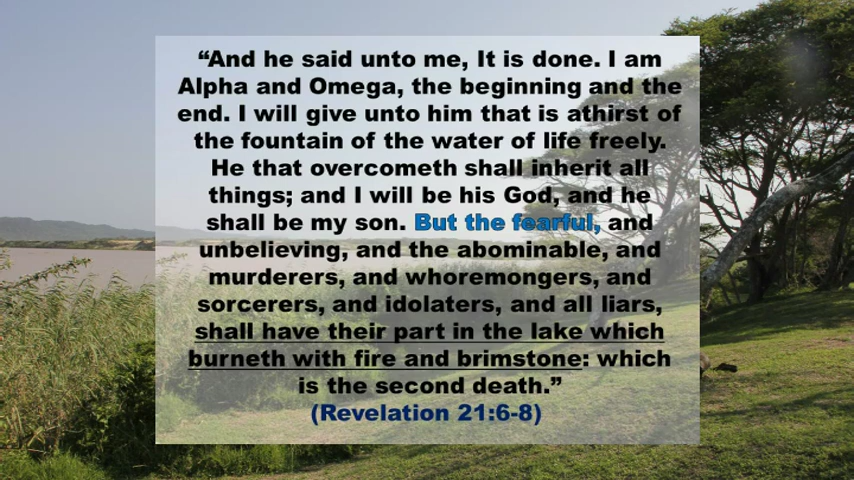 “And he said unto me, It is done. I am
Alpha and Omega, the beginning and the
end. I will give unto him that is athirst of
the fountain of the water of life freely.
He that overcometh shall inherit all
things; and I will be his God, and he
shall be my son. But the fearful, and
unbelieving, and the abominable, and
murderers, and whoremongers, and
sorcerers, and idolaters, and all liars,
shall have their part in the lake which
burneth with fire and brimstone: which
is the second death.”
(Revelation 21:6-8)